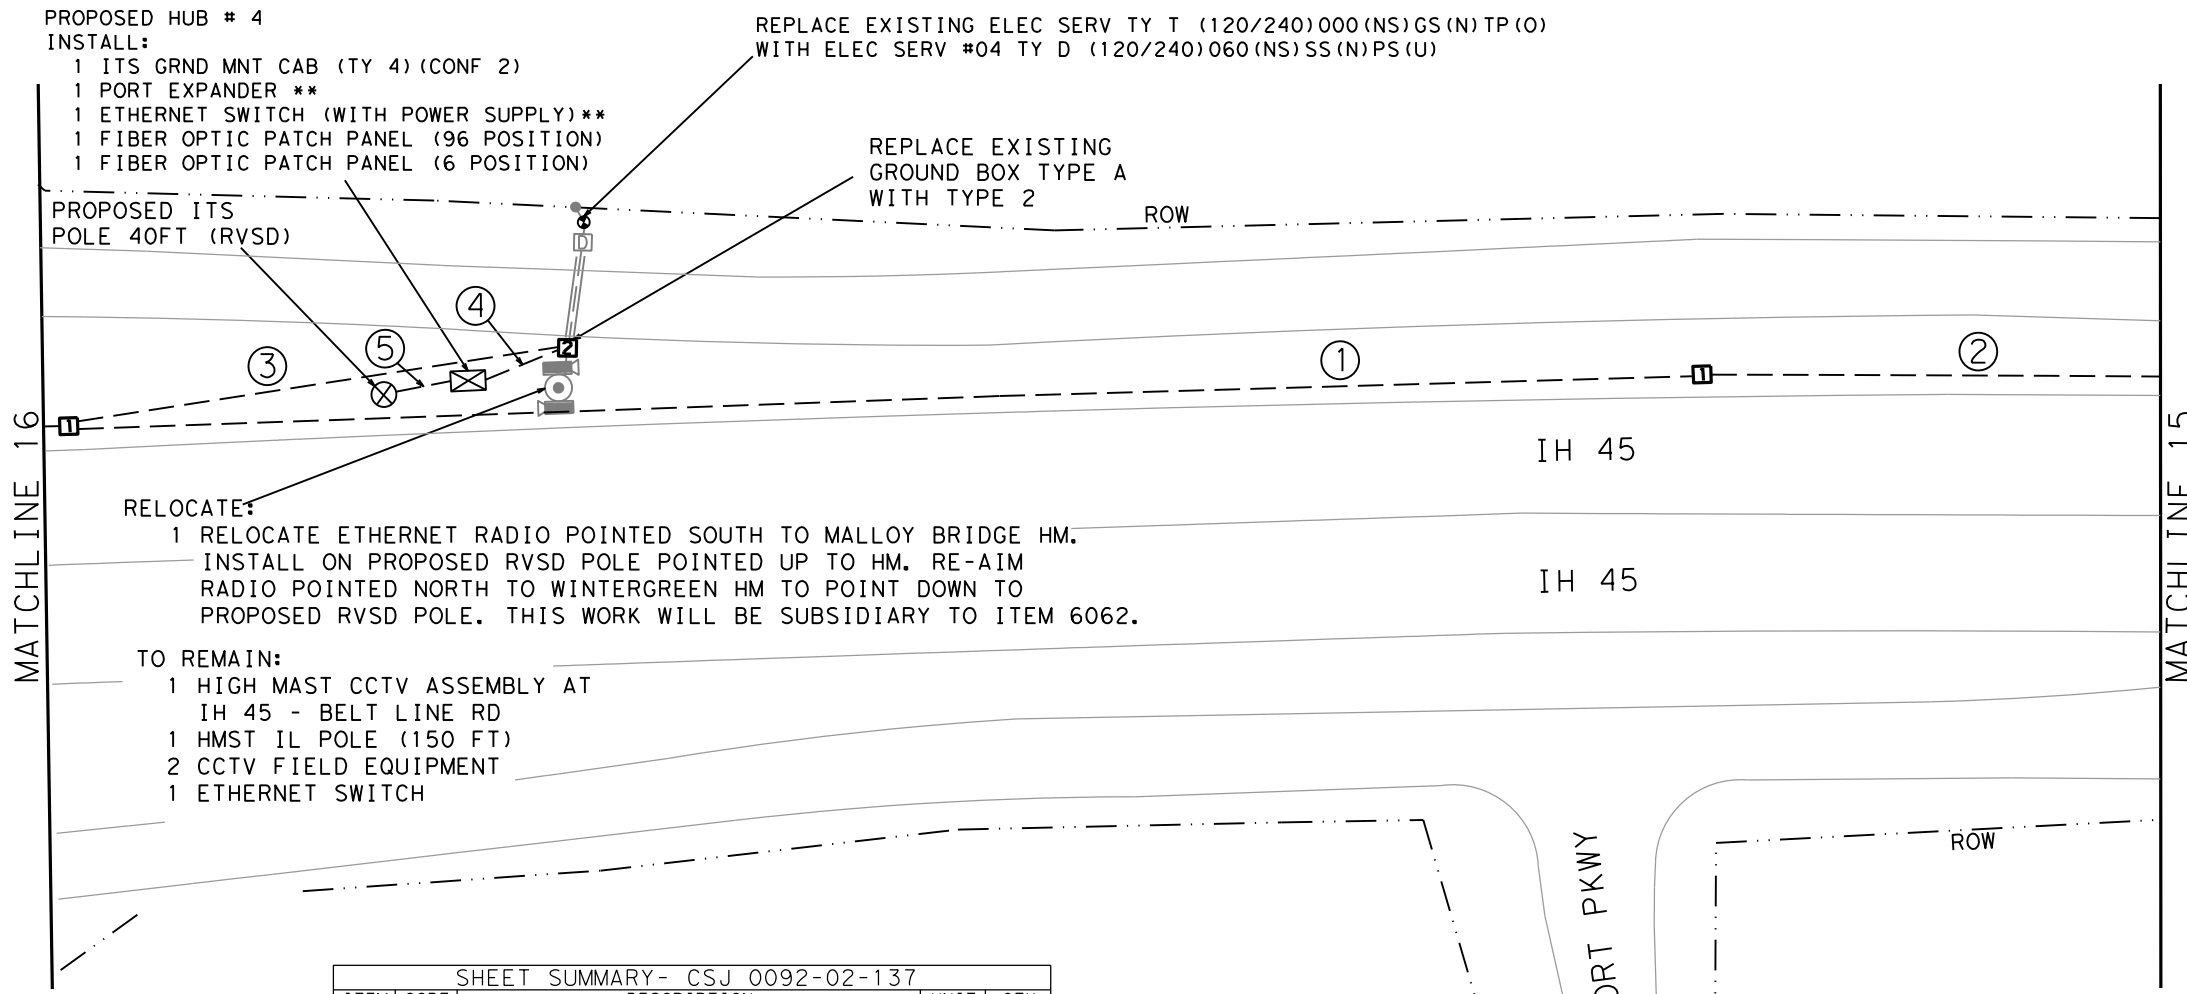 PROPOSED HUB # 4
INSTALL:
1 ITS GRND MNT CAB (TY 4)(CONF 2)
1 PORT EXPANDER **
1 ETHERNET SWITCH (WITH POWER SUPPLY)**
1 FIBER OPTIC PATCH PANEL (96 POSITION)
1 FIBER OPTIC PATCH PANEL (6 POSITION)
REPLACE EXISTING ELEC SERV TY T (120/240)000(NS)GS(N)TP(O)
WITH ELEC SERV #04 TY D (120/240)060(NS)SS(N)PS(U)
REPLACE EXISTING
GROUND BOX TYPE A
WITH TYPE 2
PROPOSED ITS
POLE 40FT (RVSD)
ROW
D
4
5
3
2
1
2
1
1
MATCHLINE 16
MATCHLINE 15
IH 45
IH 45
RELOCATE:
1 RELOCATE ETHERNET RADIO POINTED SOUTH TO MALLOY BRIDGE HM.
INSTALL ON PROPOSED RVSD POLE POINTED UP TO HM. RE-AIM
RADIO POINTED NORTH TO WINTERGREEN HM TO POINT DOWN TO
PROPOSED RVSD POLE. THIS WORK WILL BE SUBSIDIARY TO ITEM 6062.
TO REMAIN:
1 HIGH MAST CCTV ASSEMBLY AT
IH 45 - BELT LINE RD
1 HMST IL POLE (150 FT)
2 CCTV FIELD EQUIPMENT
1 ETHERNET SWITCH
ROW
ORT PKWY
SHEET SUMMARY- CSJ 0092-02-137